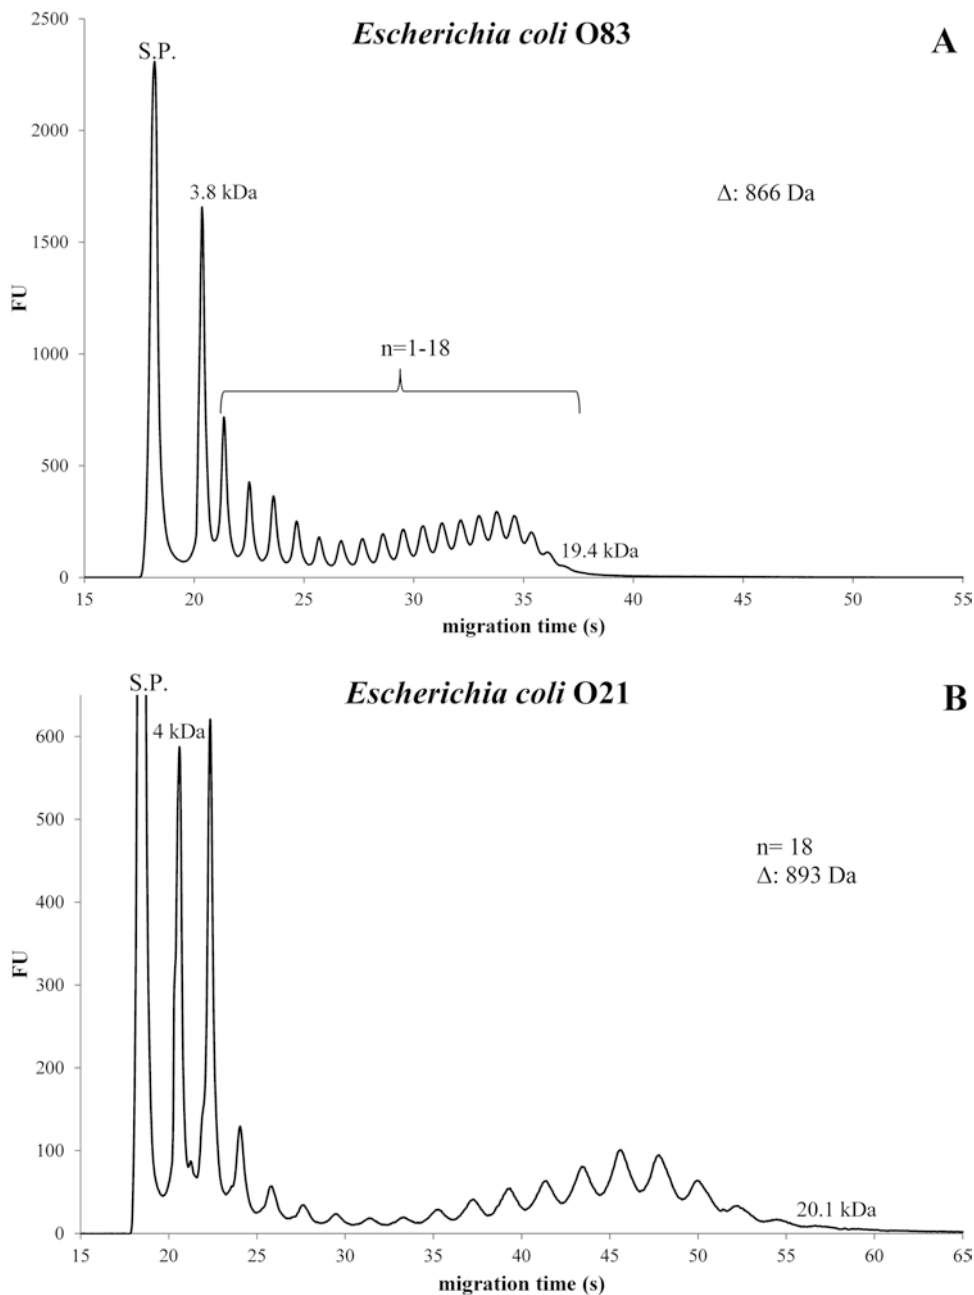 Escherichia coli O83
A
S.P.
3.8 kDa
Δ: 866 Da
n=1-18
19.4 kDa
FU
2500
2000
1500
1000
500
0
15 20 25 30 35 40 45 50 55
migration time (s)
Escherichia coli O21
B
S.P.
4 kDa
n= 18
Δ: 893 Da
20.1 kDa
FU
600
500
400
300
200
100
0
15 20 25 30 35 40 45 50 55 60 65
migration time (s)